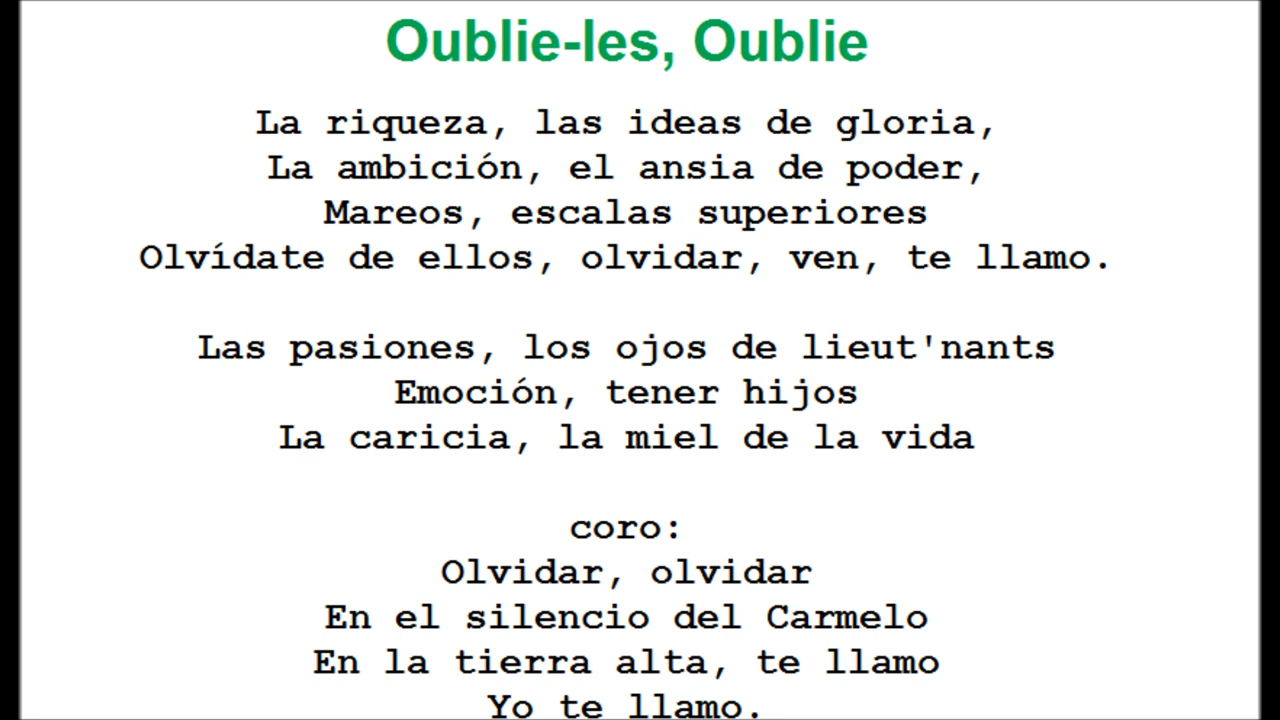 Oublie-les, Oublie
La riqueza, las ideas de gloria,
La ambición, el ansia de poder,
Mareos, escalas superiores
Olvídate de ellos, olvidar, ven, te llamo.
Las pasiones, los ojos de lieut'nants
Emoción, tener hijos
La caricia, la miel de la vida
coro:
Olvidar, olvidar
En el silencio del Carmelo
En la tierra alta, te llamo
Yo te llamo.